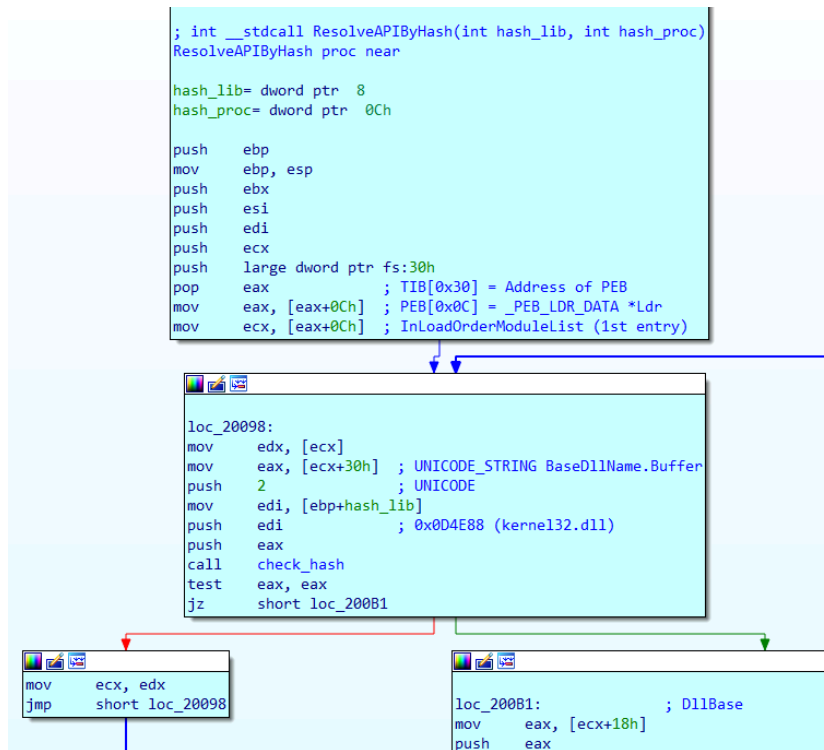 ; int __stdcall ResolveAPIByHash(int hash_lib, int hash_proc)
ResolveAPIByHash proc near
hash_lib= dword ptr  8
hash_proc= dword ptr  0Ch
push    ebp
mov     ebp, esp
push    ebx
push    esi
push    edi
push    ecx
push    large dword ptr fs:30h
pop     eax             ; TIB[0x30] = Address of PEB
mov     eax, [eax+0Ch]  ; PEB[0x0C] = _PEB_LDR_DATA *Ldr
mov     ecx, [eax+0Ch]  ; InLoadOrderModuleList (1st entry)
loc_20098:
mov     edx, [ecx]
mov     eax, [ecx+30h]  ; UNICODE_STRING BaseDllName.Buffer
push    2               ; UNICODE
mov     edi, [ebp+hash_lib]
push    edi             ; 0x0D4E88 (kernel32.dll)
push    eax
call    check_hash
test    eax, eax
jz      short loc_200B1
mov     ecx, edx
jmp     short loc_20098
loc_200B1:              ; DllBase
mov     eax, [ecx+18h]
push    eax